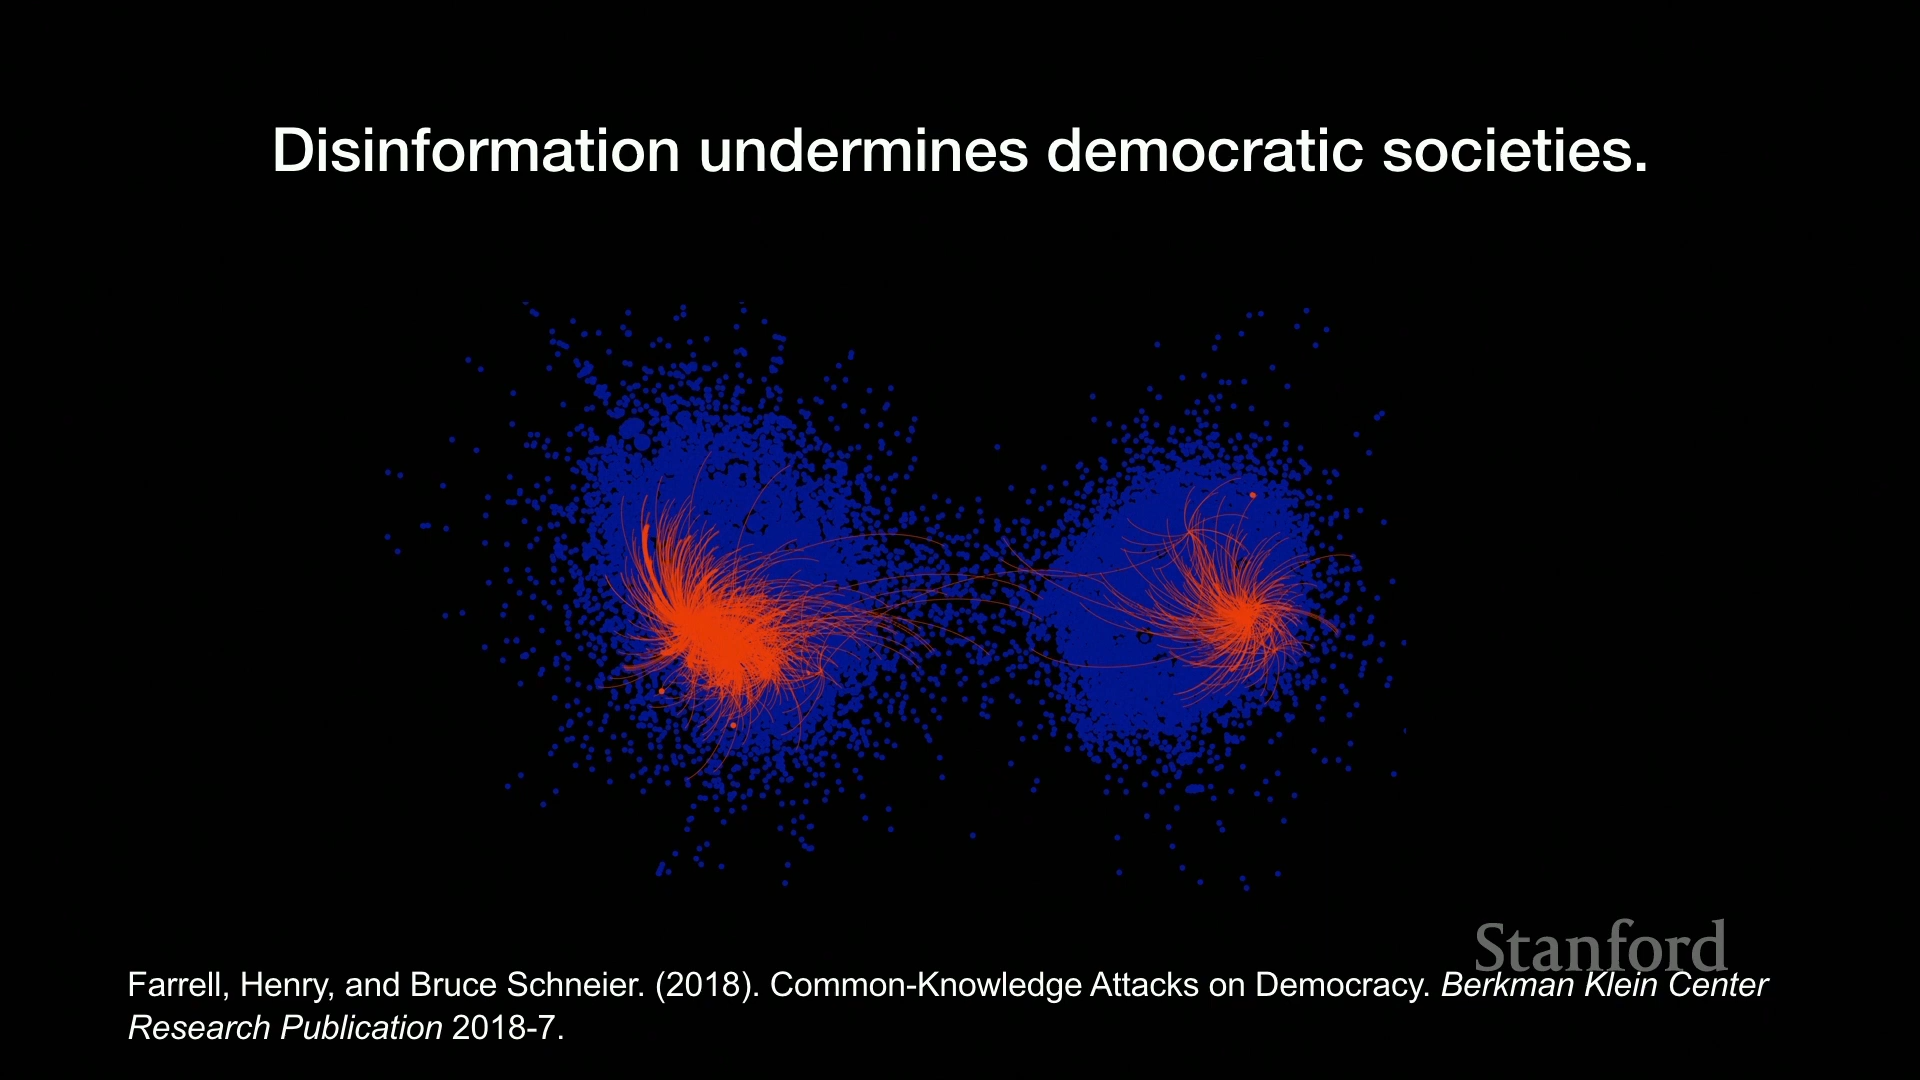 Disinformation undermines democratic societies.
Stanford
Farrell, Henry, and Bruce Schneier. (2018). Common-Knowledge Attacks on Democracy. Berkman Klein Center
Research Publication 2018-7.